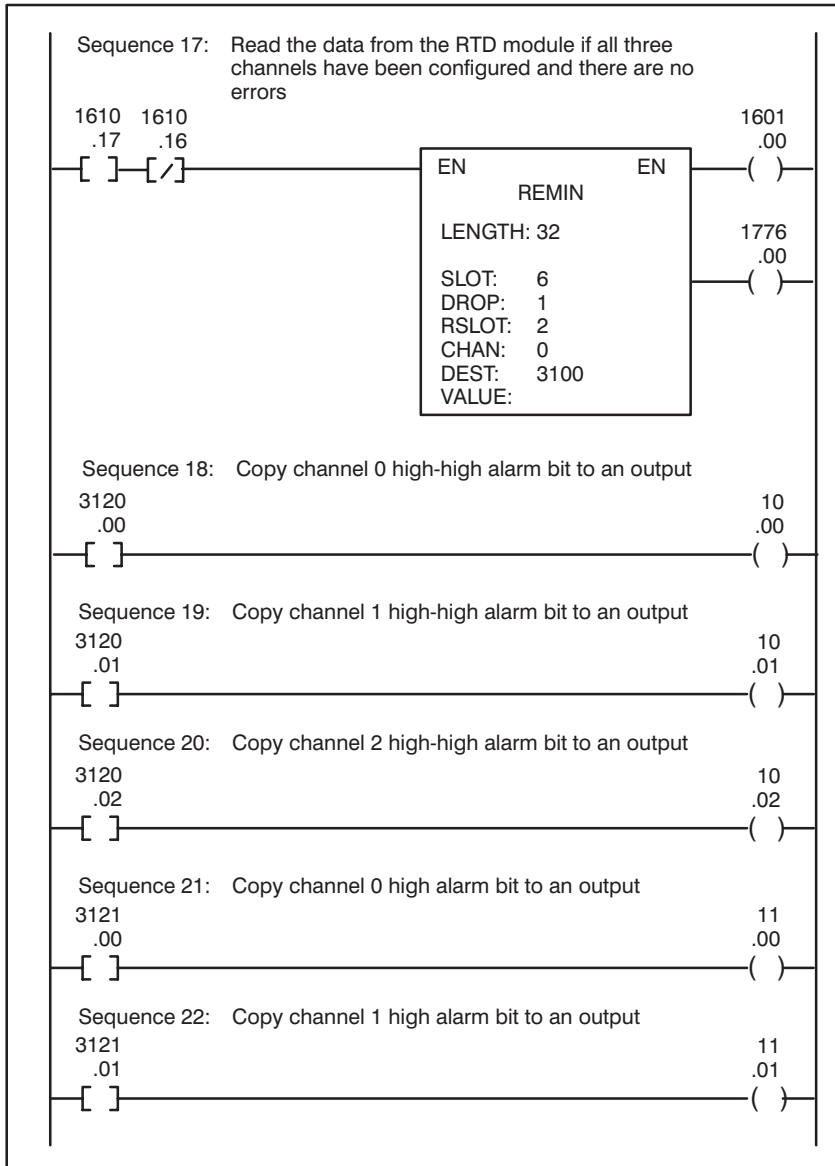 Sequence 17: Read the data from the RTD module if all three
channels have been configured and there are no
errors
1610 1610 1601
.17 .16 .00
EN EN
REMIN
LENGTH: 32 1776
.00
SLOT: 6
DROP: 1
RSLOT: 2
CHAN: 0
DEST: 3100
VALUE:
Sequence 18: Copy channel 0 high-high alarm bit to an output
3120 10
.00 .00
Sequence 19: Copy channel 1 high-high alarm bit to an output
3120 10
.01 .01
Sequence 20: Copy channel 2 high-high alarm bit to an output
3120 10
.02 .02
Sequence 21: Copy channel 0 high alarm bit to an output
3121 11
.00 .00
Sequence 22: Copy channel 1 high alarm bit to an output
3121 11
.01 .01